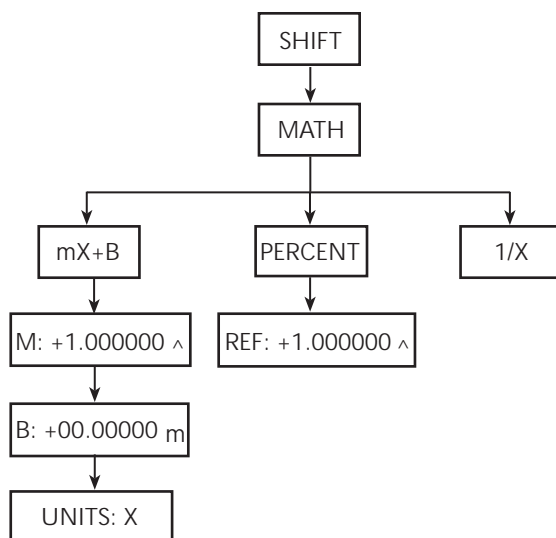 SHIFT
MATH
mX+B
PERCENT
1/X
M: +1.000000 ^
REF: +1.000000 ^
B: +00.00000 m
UNITS: X